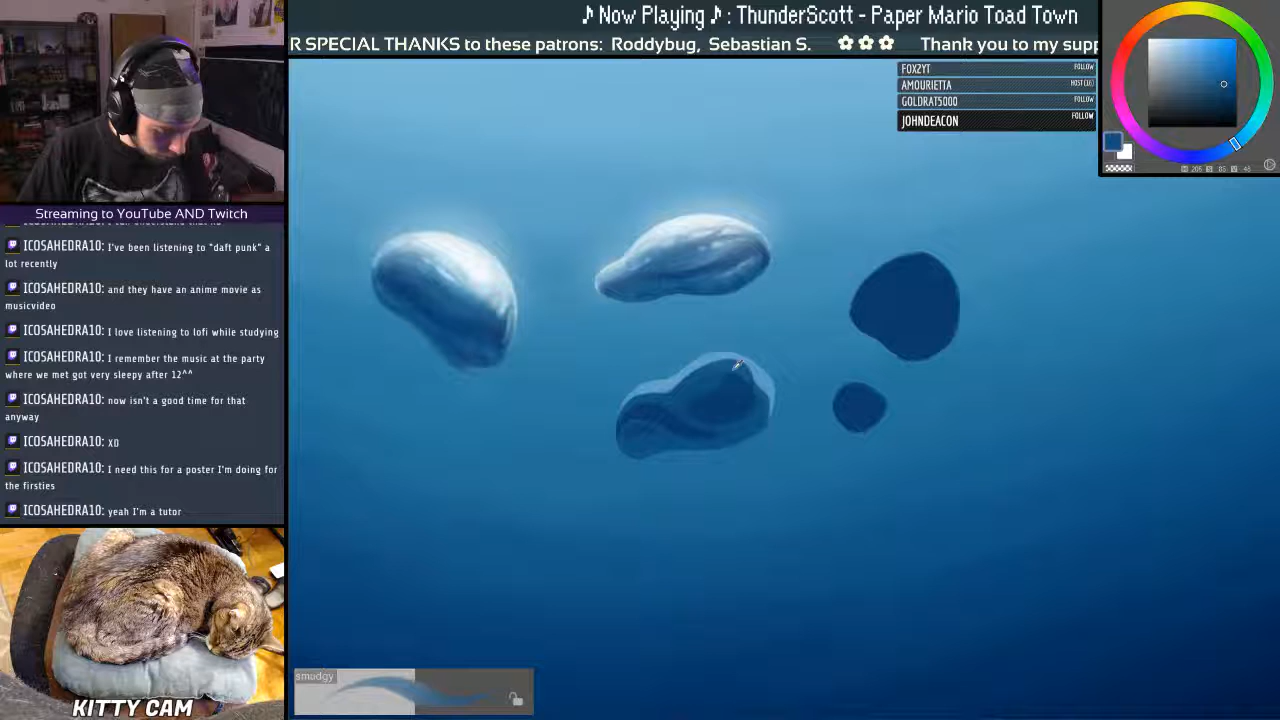 ♪ Now Playing ♪ : ThunderScott - Paper Mario Toad Town
R SPECIAL THANKS to these patrons: Roddybug, Sebastian S. ✿ ✿ ✿ Thank you to my supp
FOX2YT FOLLOW
AMOURIETTA HOST (16)
GOLDRAT5000 FOLLOW
JOHNDEACON FOLLOW
Streaming to YouTube AND Twitch
ICOSAHEDRA10: I've been listening to "daft punk" a
lot recently
ICOSAHEDRA10: and they have an anime movie as
musicvideo
ICOSAHEDRA10: I love listening to lofi while studying
ICOSAHEDRA10: I remember the music at the party
where we met got very sleepy after 12^^
ICOSAHEDRA10: now isn't a good time for that
anyway
ICOSAHEDRA10: XD
ICOSAHEDRA10: I need this for a poster I'm doing for
the firsties
ICOSAHEDRA10: yeah I'm a tutor
smudgy
KITTY CAM